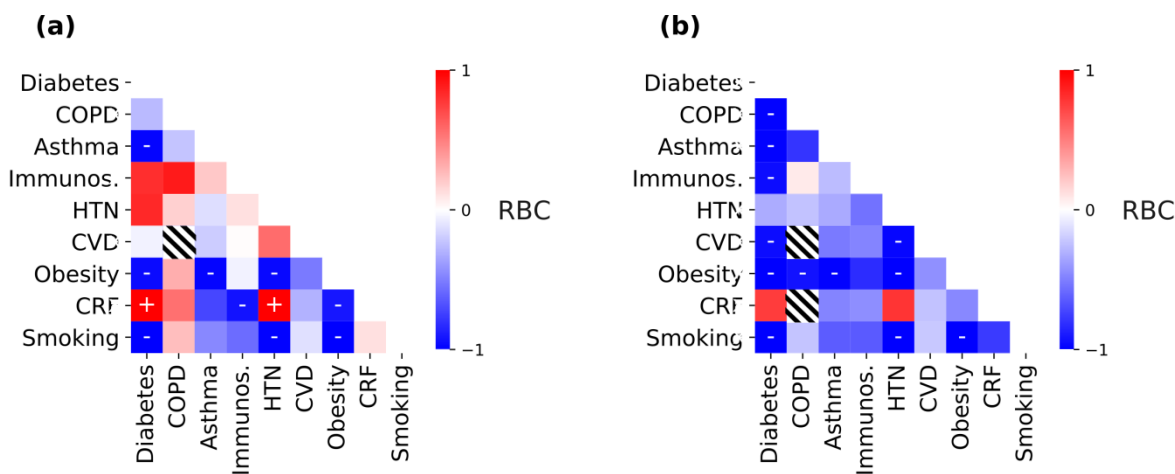 (a)
Diabetes
COPD
Asthma
Immunos.
HTN
CVD
Obesity
CRF
Smoking
-
+
-
-
-
-
-
+
-
-
-
-
Diabetes
COPD
Asthma
Immunos.
HTN
CVD
Obesity
CRF
Smoking
1
0
−1
RBC
(b)
Diabetes
COPD
Asthma
Immunos.
HTN
CVD
Obesity
CRF
Smoking
-
-
-
-
-
-
-
-
-
-
-
-
Diabetes
COPD
Asthma
Immunos.
HTN
CVD
Obesity
CRF
Smoking
1
0
−1
RBC